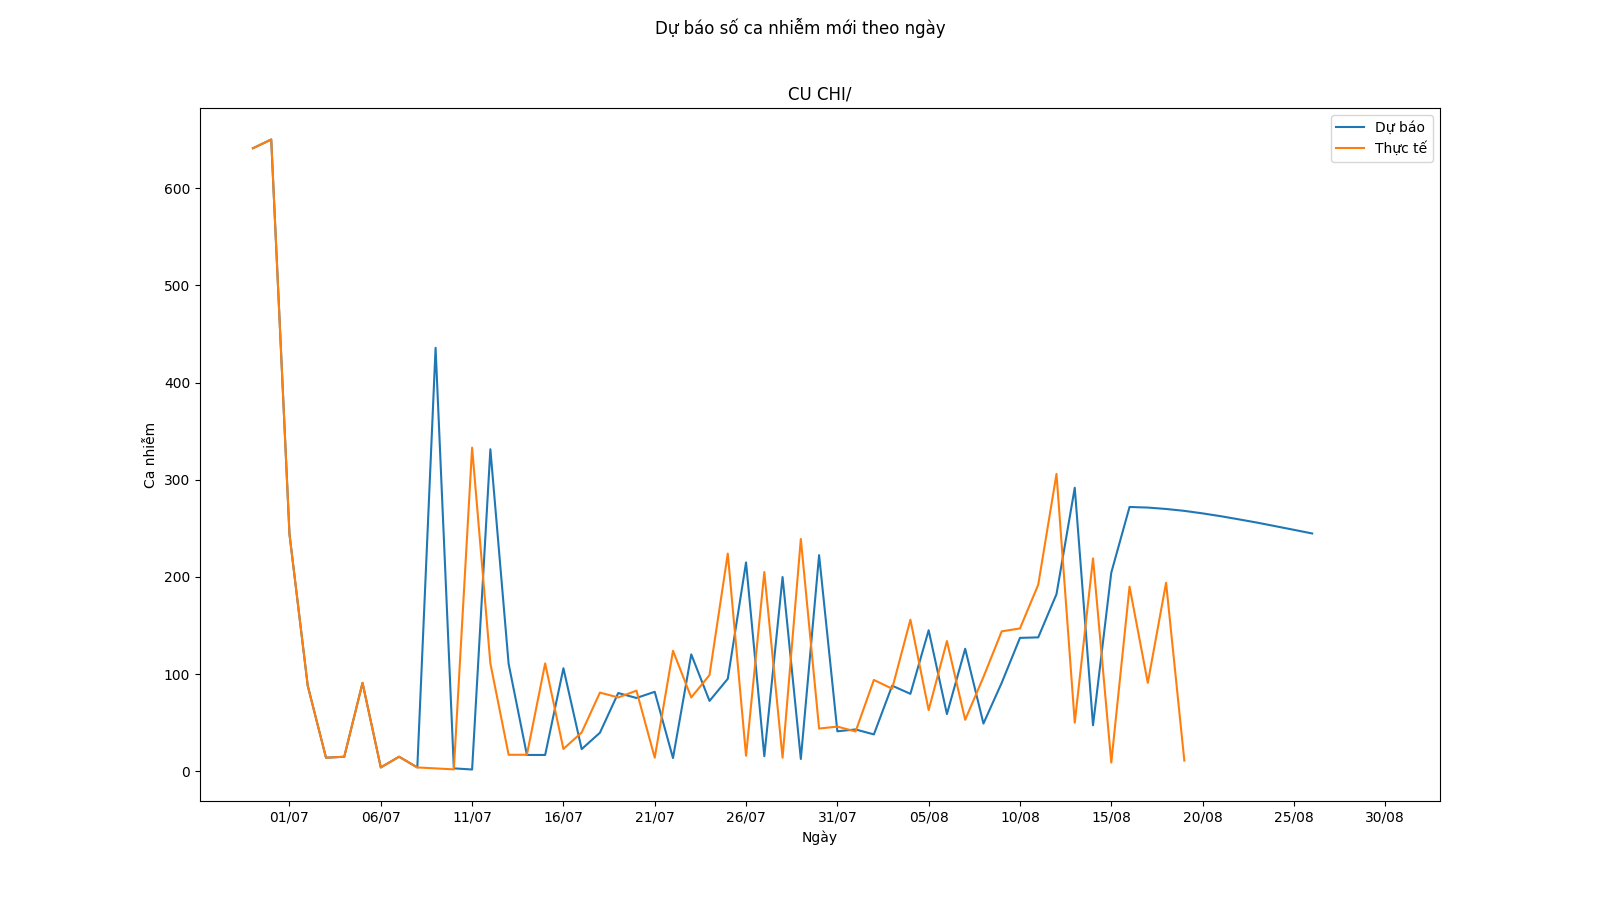 Dự báo số ca nhiễm mới theo ngày
CU CHI/
Dự báo
Thực tế
600
500
400
300
200
100
0
Ca nhiễm
01/07 06/07 11/07 16/07 21/07 26/07 31/07 05/08 10/08 15/08 20/08 25/08 30/08
Ngày